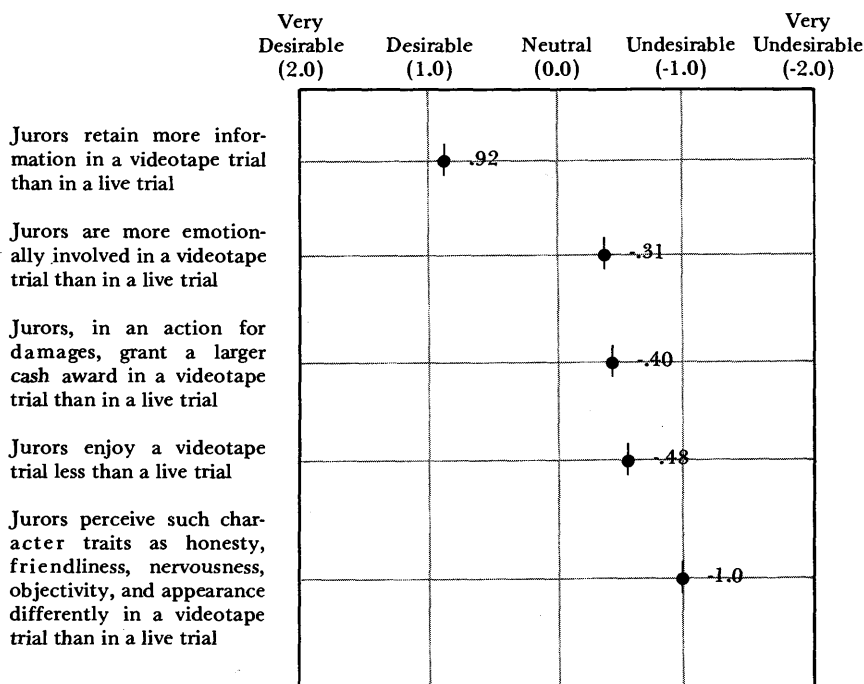 Very Very
Desirable Desirable Neutral Undesirable Undesirable
(2.0) (1.0) (0.0) (-1.0) (-2.0)
Jurors retain more infor-
mation in a videotape trial .92
than in a live trial
Jurors are more emotion-
ally involved in a videotape -.31
trial than in a live trial
Jurors, in an action for
damages, grant a larger -.40
cash award in a videotape
trial than in a live trial
Jurors enjoy a videotape -.48
trial less than a live trial
Jurors perceive such char-
acter traits as honesty,
friendliness, nervousness, -1.0
objectivity, and appearance
differently in a videotape
trial than in a live trial